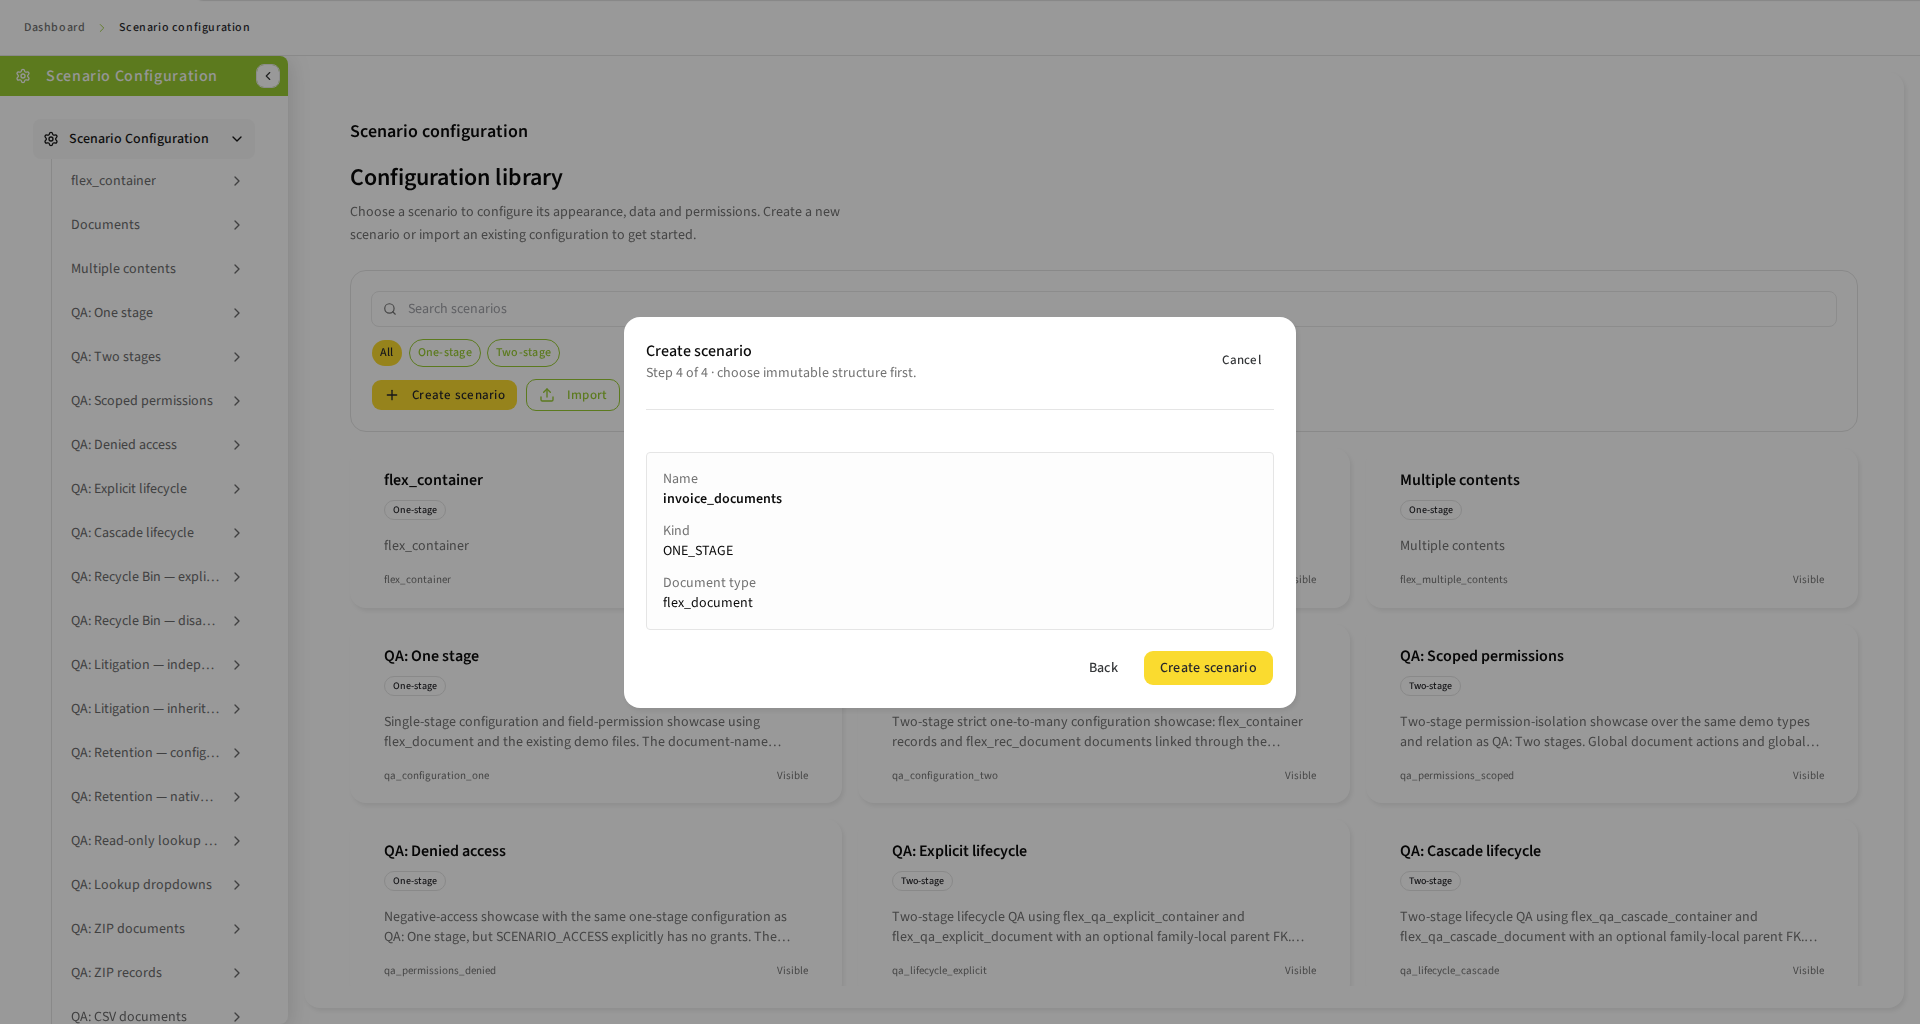 Dashboard
Scenario configuration
Scenario Configuration
Scenario Configuration
flex_container
Documents
Multiple contents
QA: One stage
QA: Two stages
QA: Scoped permissions
QA: Denied access
QA: Explicit lifecycle
QA: Cascade lifecycle
QA: Recycle Bin — expli…
QA: Recycle Bin — disa…
QA: Litigation — indep…
QA: Litigation — inherit…
QA: Retention — config…
QA: Retention — nativ…
QA: Read-only lookup …
QA: Lookup dropdowns
QA: ZIP documents
QA: ZIP records
QA: CSV documents
Scenario configuration
Configuration library
Choose a scenario to configure its appearance, data and permissions. Create a new
scenario or import an existing configuration to get started.
Search scenarios
All
One-stage
Two-stage
Create scenario
Import
Create scenario
Step 4 of 4 · choose immutable structure first.
Cancel
Name
invoice_documents
Kind
ONE_STAGE
Document type
flex_document
Back
Create scenario
flex_container
One-stage
flex_container
flex_container
Multiple contents
One-stage
Multiple contents
flex_multiple_contents
Visible
QA: One stage
One-stage
Single-stage configuration and field-permission showcase using
flex_document and the existing demo files. The document-name…
qa_configuration_one
Visible
Two-stage strict one-to-many configuration showcase: flex_container
records and flex_rec_document documents linked through the…
qa_configuration_two
Visible
QA: Scoped permissions
Two-stage
Two-stage permission-isolation showcase over the same demo types
and relation as QA: Two stages. Global document actions and global…
qa_permissions_scoped
Visible
QA: Denied access
One-stage
Negative-access showcase with the same one-stage configuration as
QA: One stage, but SCENARIO_ACCESS explicitly has no grants. The…
qa_permissions_denied
Visible
QA: Explicit lifecycle
Two-stage
Two-stage lifecycle QA using flex_qa_explicit_container and
flex_qa_explicit_document with an optional family-local parent FK.…
qa_lifecycle_explicit
Visible
QA: Cascade lifecycle
Two-stage
Two-stage lifecycle QA using flex_qa_cascade_container and
flex_qa_cascade_document with an optional family-local parent FK.…
qa_lifecycle_cascade
Visible